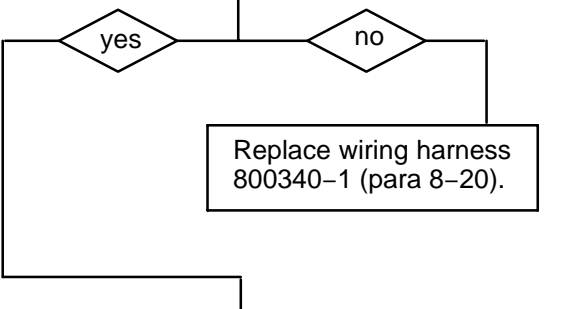 yes
no
Replace wiring harness
800340−1 (para 8−20).